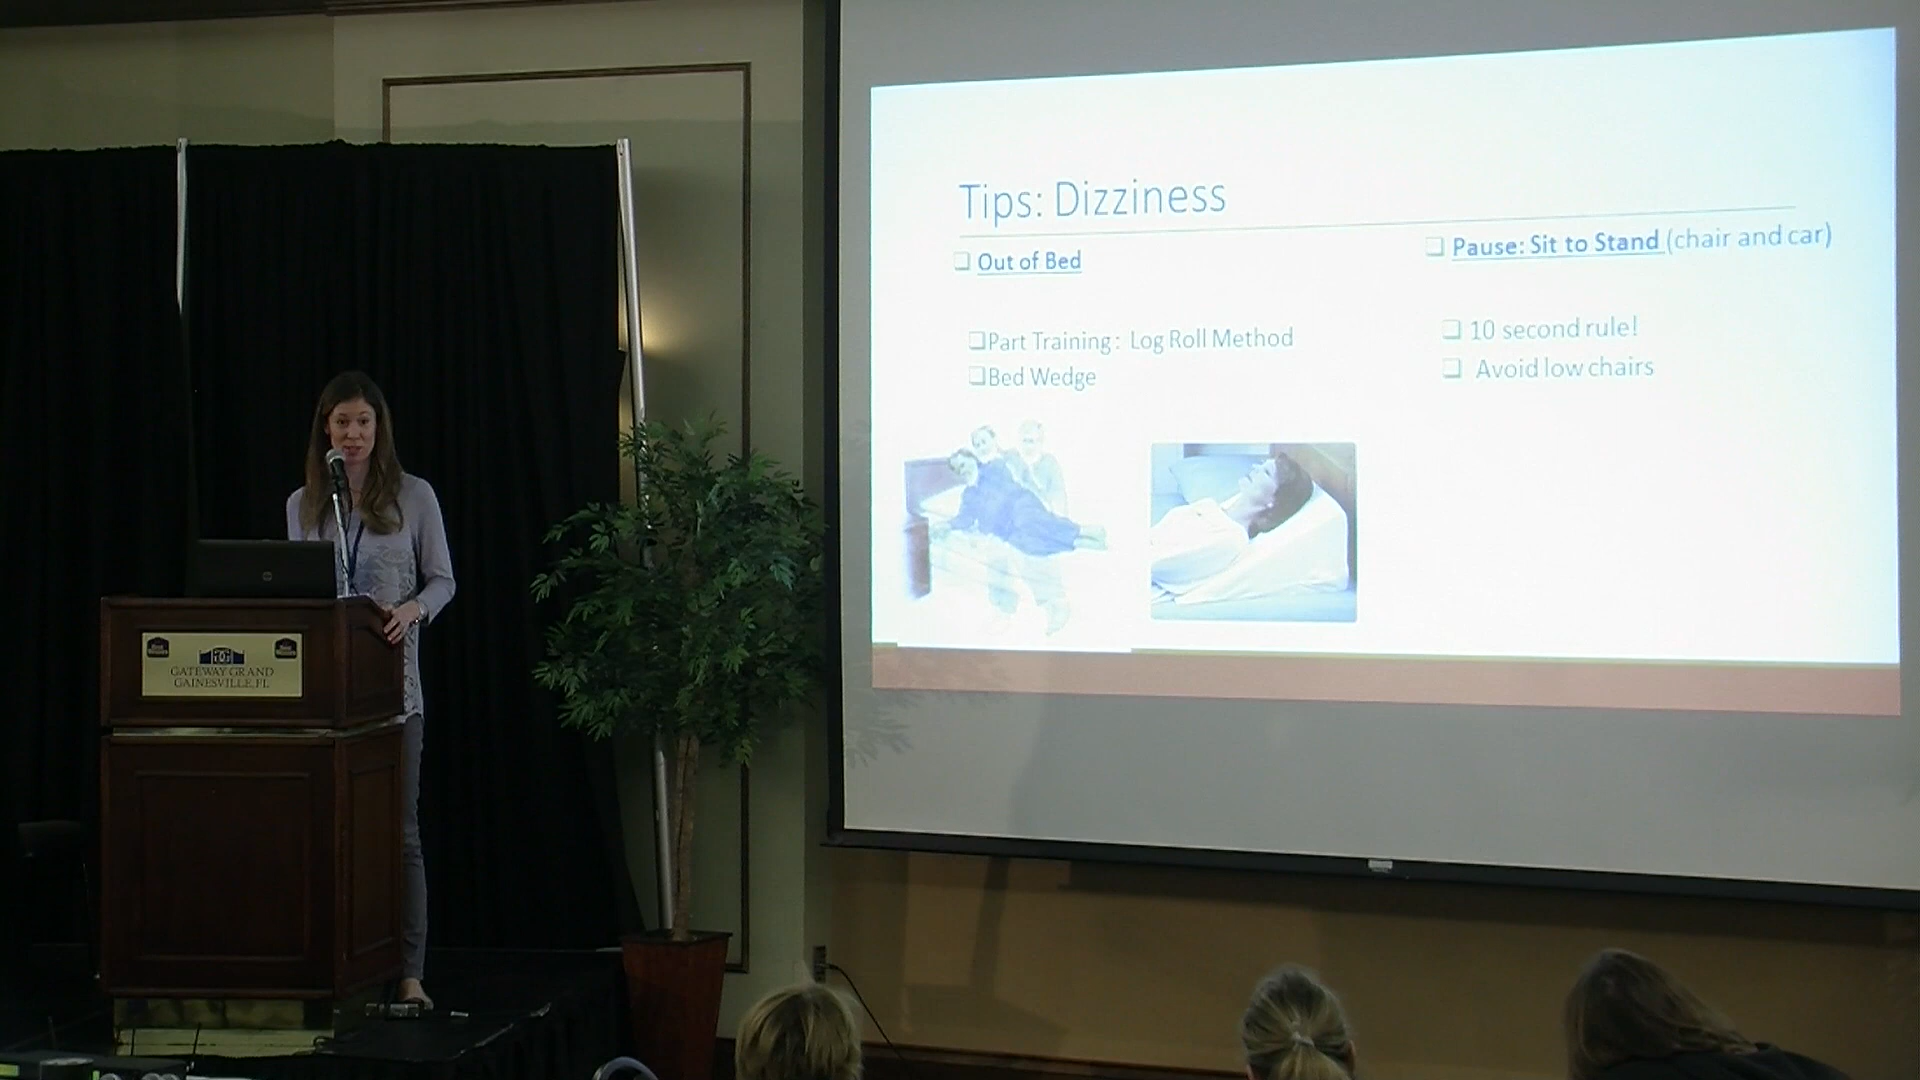 Tips: Dizziness
Out of Bed
Part Training: Log Roll Method
Bed Wedge
Pause: Sit to Stand (chair and car)
10 second rule!
Avoid low chairs
GATEWAY GRAND
GAINESVILLE, FL